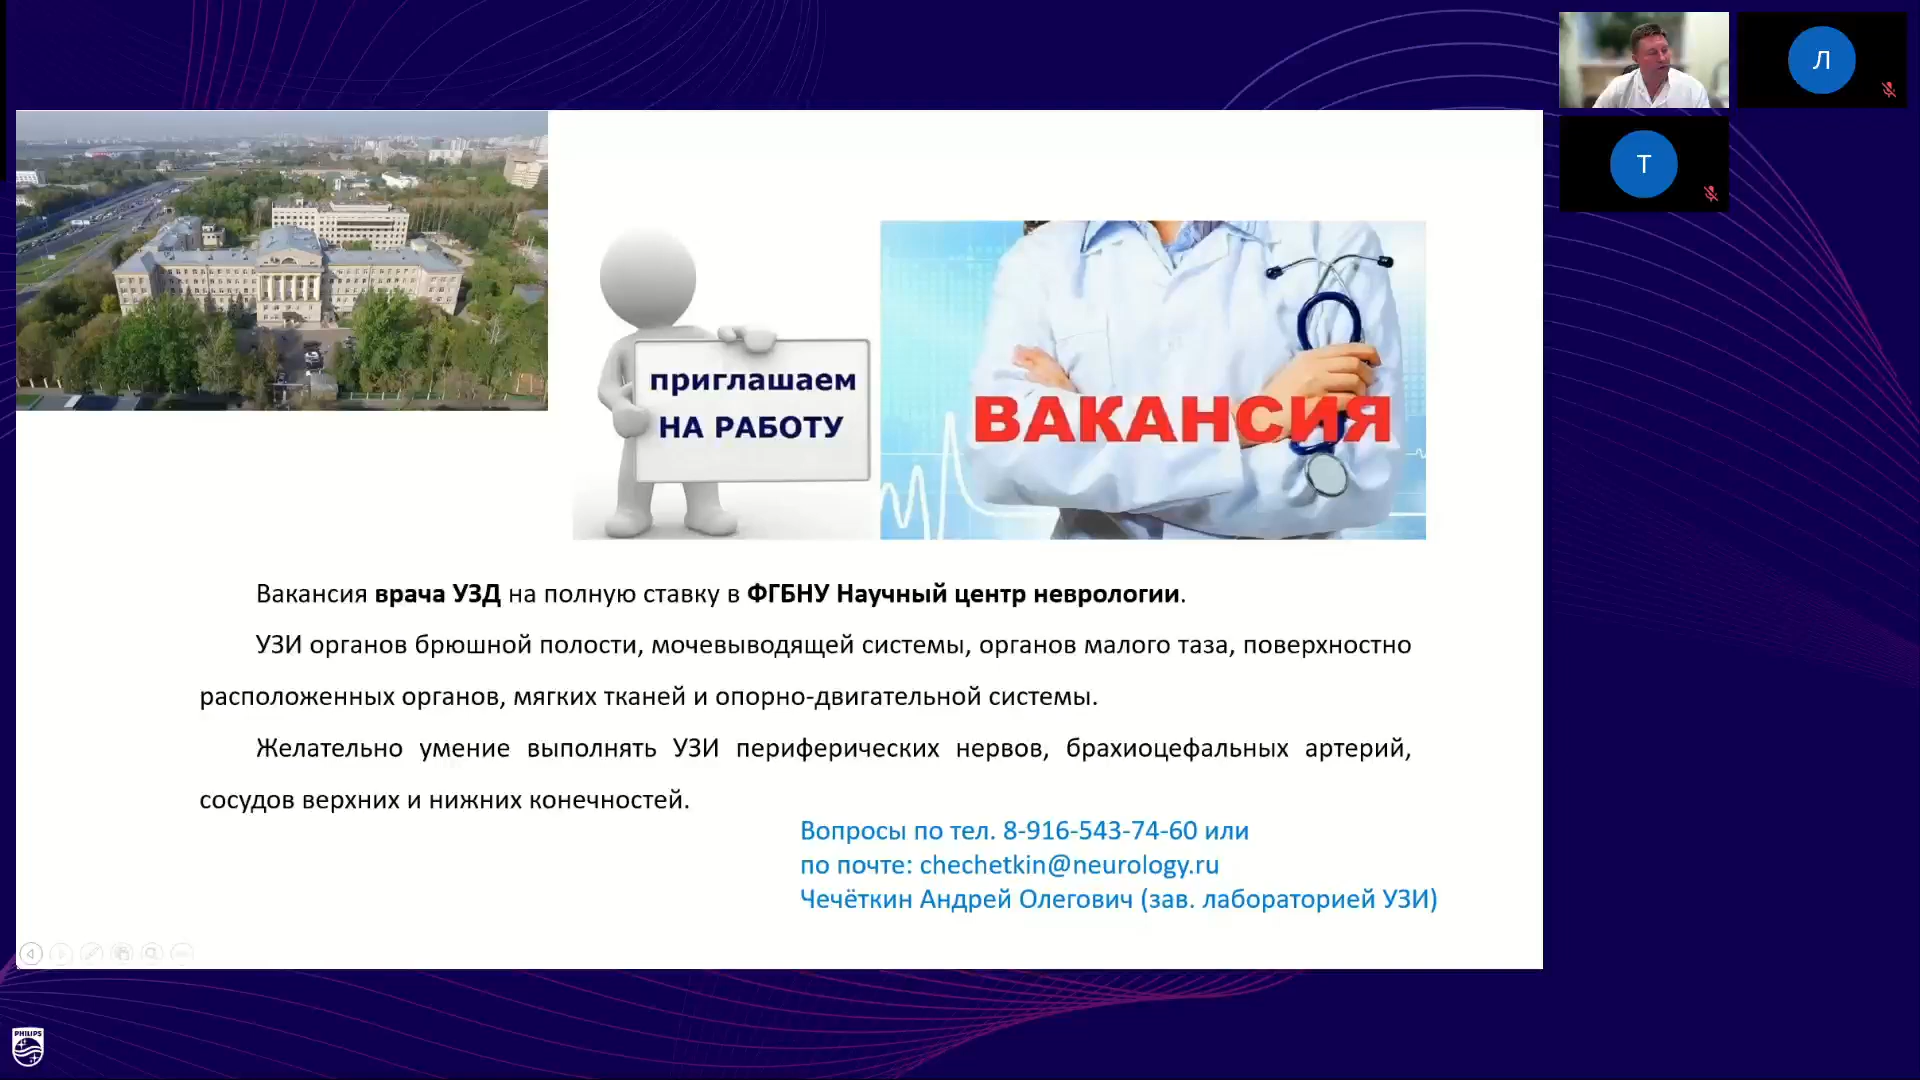 Л
Т
приглашаем
НА РАБОТУ
ВАКАНСИЯ
Вакансия врача УЗД на полную ставку в ФГБНУ Научный центр неврологии.
УЗИ органов брюшной полости, мочевыводящей системы, органов малого таза, поверхностно
расположенных органов, мягких тканей и опорно-двигательной системы.
Желательно умение выполнять УЗИ периферических нервов, брахиоцефальных артерий,
сосудов верхних и нижних конечностей.
Вопросы по тел. 8-916-543-74-60 или
по почте: chechetkin@neurology.ru
Чечёткин Андрей Олегович (зав. лабораторией УЗИ)
PHILIPS